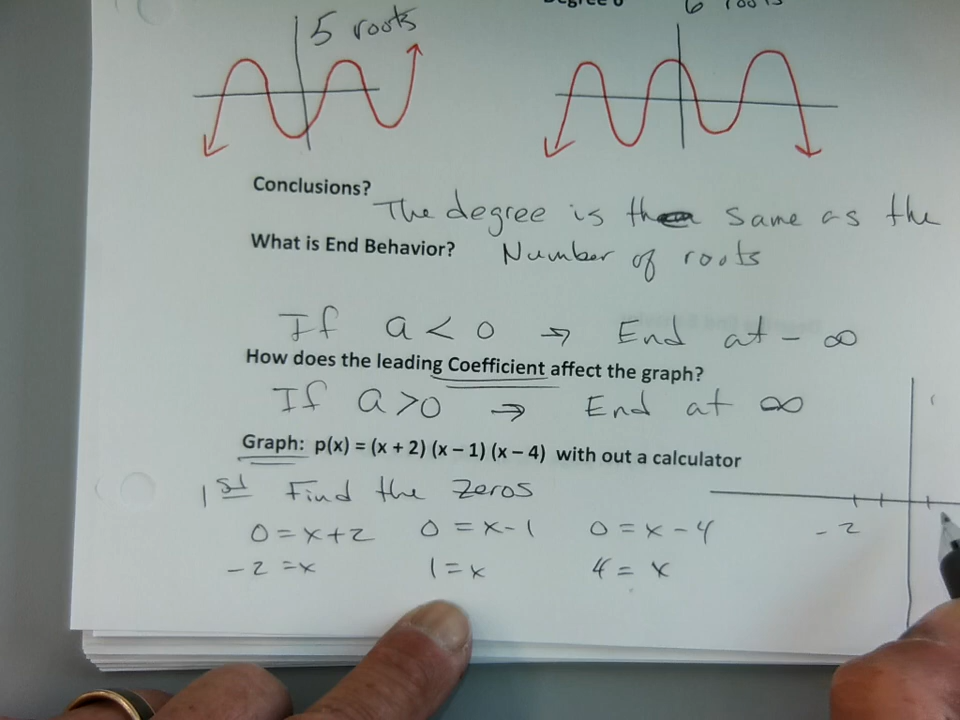 5 roots
6 roots
Conclusions?
The degree is the same as the
What is End Behavior? Number of roots
If a < 0 → End at - ∞
How does the leading Coefficient affect the graph?
If a > 0 → End at ∞
Graph: p(x) = (x + 2) (x – 1) (x – 4) with out a calculator
1st Find the Zeros
0 = x+2 0 = x-1 0 = x-4
-2 = x 1 = x 4 = x
-2